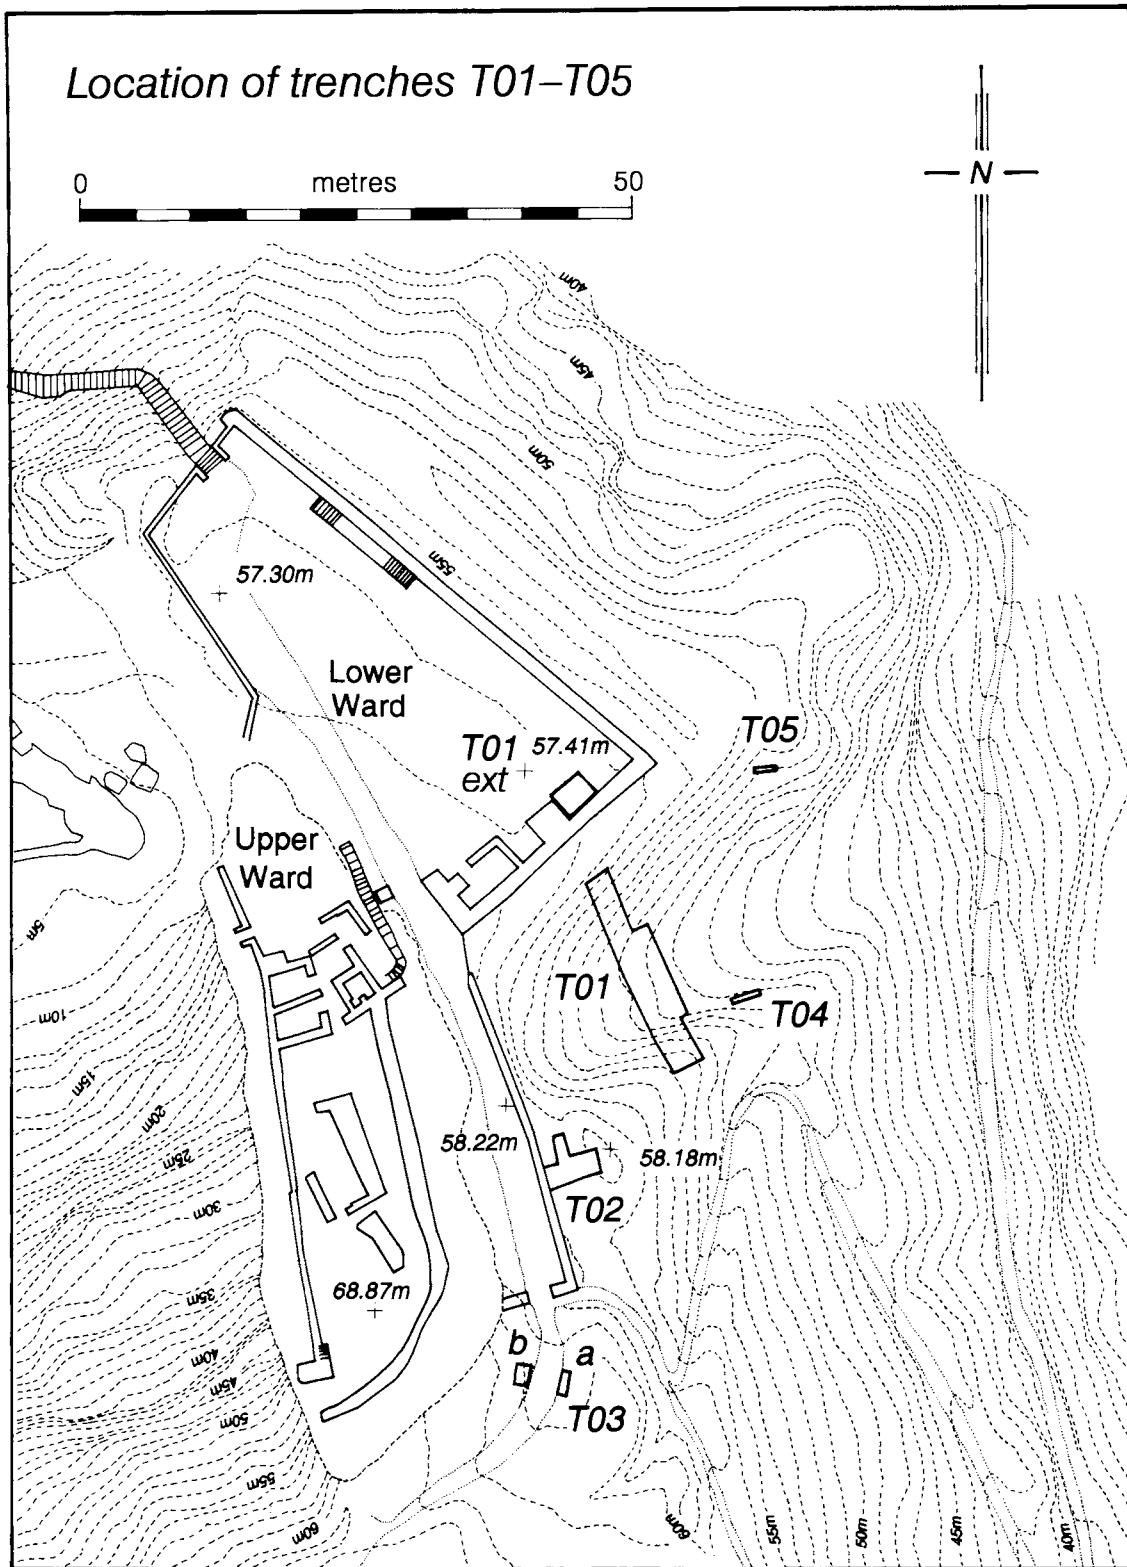 Location of trenches T01–T05
0 metres 50
N
40m
45m
50m
55m
57.30m
Lower
Ward
T01
ext
57.41m
T05
Upper
Ward
5m
10m
15m
20m
25m
30m
35m
40m
45m
50m
55m
60m
T01
T04
58.22m
58.18m
T02
68.87m
b
a
T03
60m
55m
50m
45m
40m